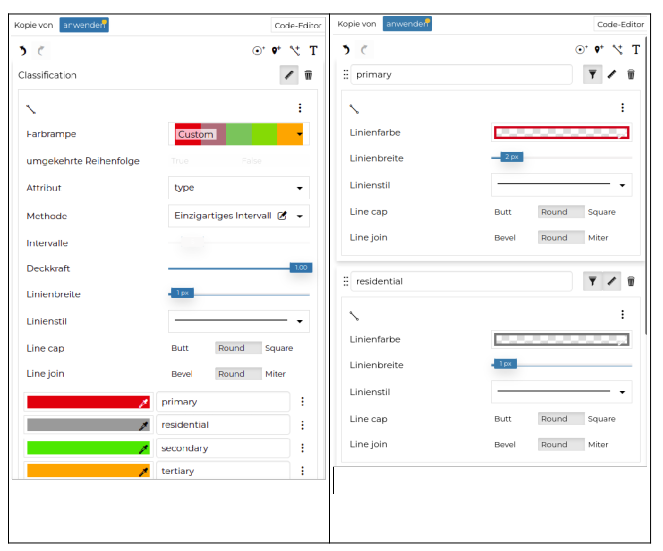 Kopie von anwenden Code-Editor
Classification
Farbrampe Custom
umgekehrte Reihenfolge True False
Attribut type
Methode Einzigartiges Intervall
Intervalle
Deckkraft 1.00
Linienbreite 1 px
Linienstil
Line cap Butt Round Square
Line join Bevel Round Miter
primary
residential
secondary
tertiary
Kopie von anwenden Code-Editor
primary
Linienfarbe
Linienbreite 2 px
Linienstil
Line cap Butt Round Square
Line join Bevel Round Miter
residential
Linienfarbe
Linienbreite 1 px
Linienstil
Line cap Butt Round Square
Line join Bevel Round Miter